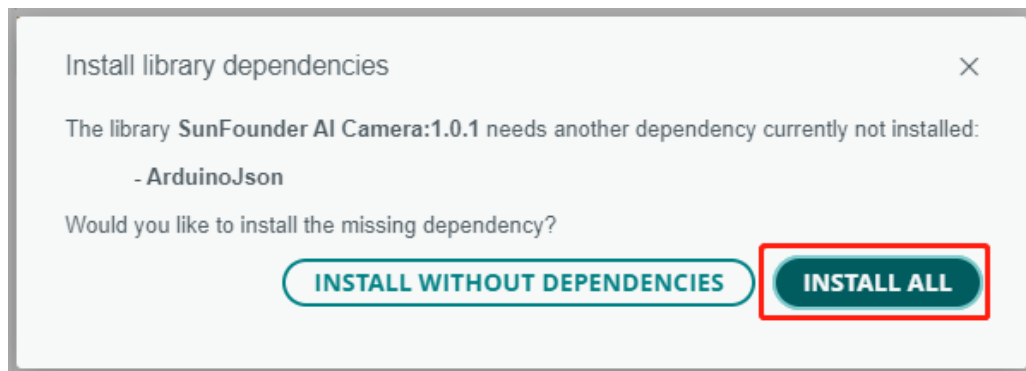 Install library dependencies
The library SunFounder AI Camera:1.0.1 needs another dependency currently not installed:
- ArduinoJson
Would you like to install the missing dependency?
INSTALL WITHOUT DEPENDENCIES
INSTALL ALL